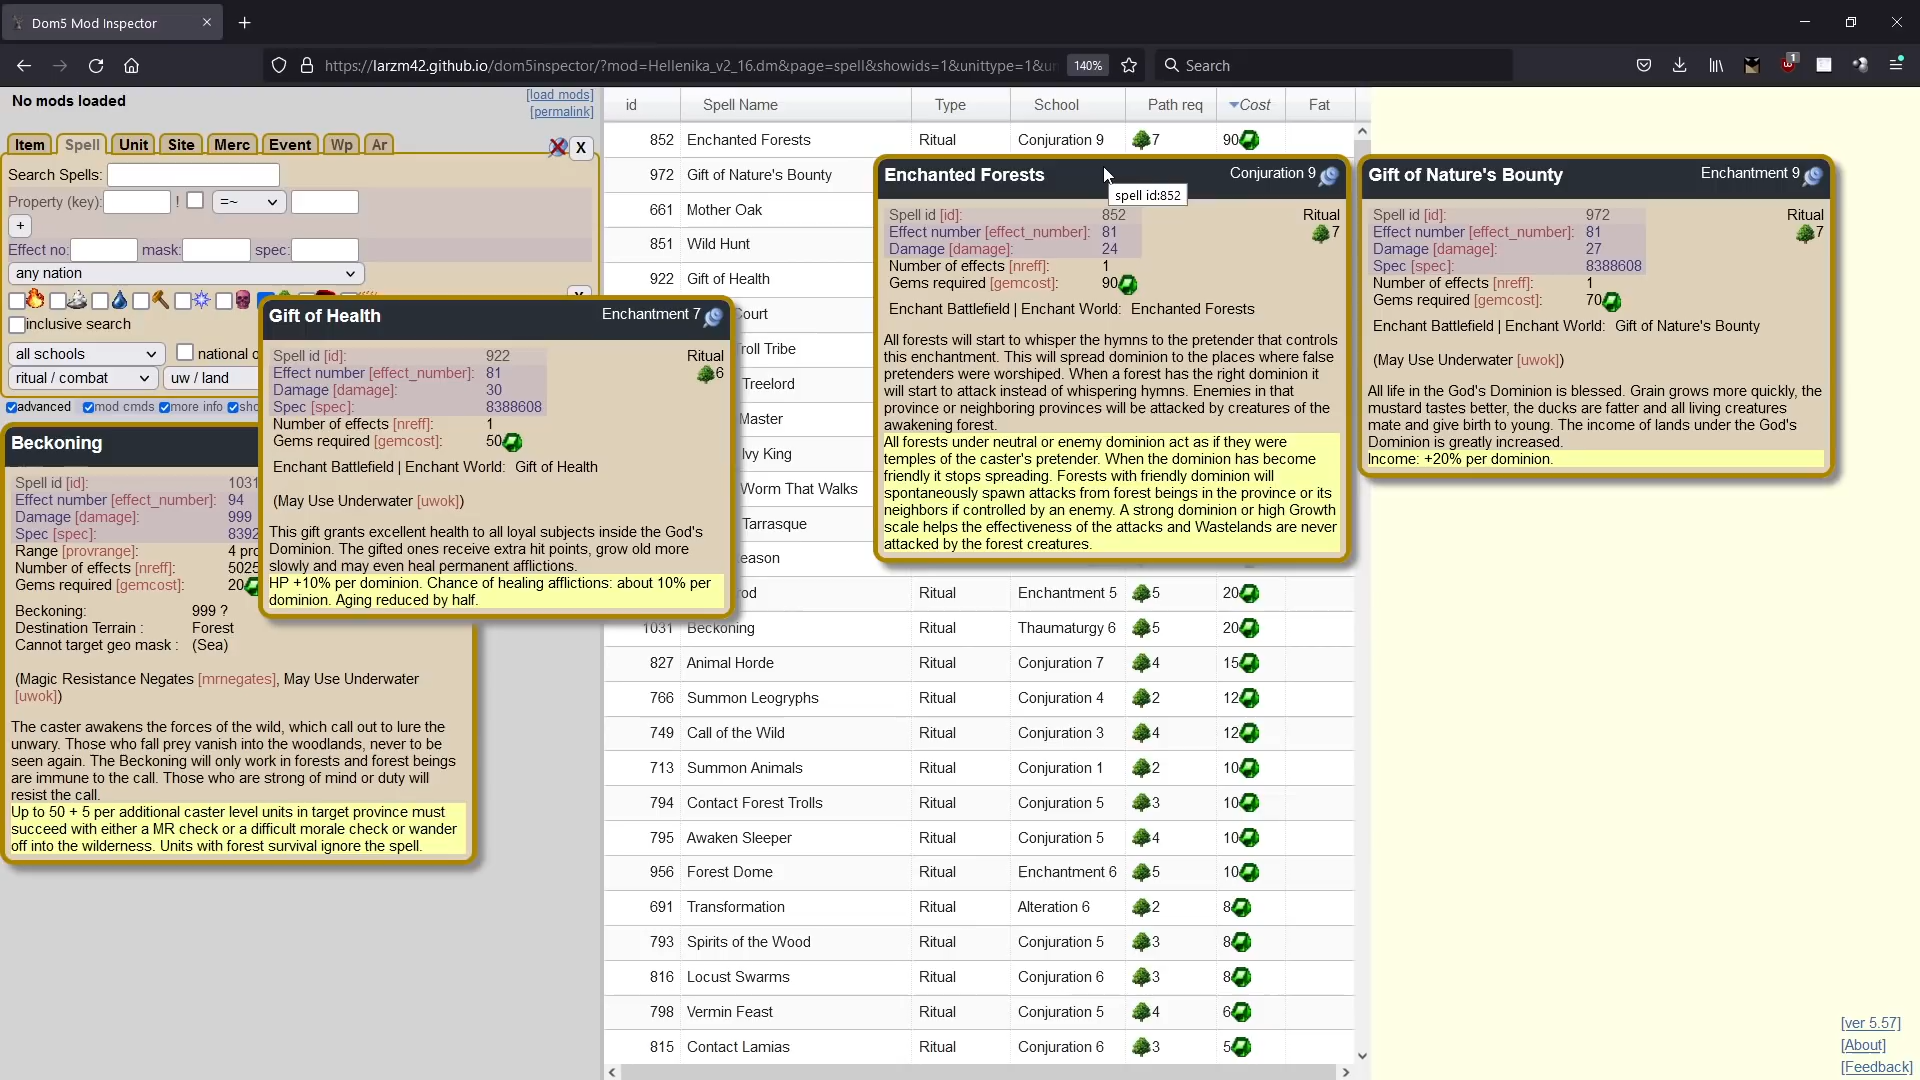 Dom5 Mod Inspector
https://larzm42.github.io/dom5inspector/?mod=Hellenika_v2_16.dm&page=spell&showids=1&unittype=1&
140%
Search
No mods loaded
[load mods]
[permalink]
Item
Spell
Unit
Site
Merc
Event
Wp
Ar
X
Search Spells:
Property (key):
!
=~
+
Effect no:
mask:
spec:
any nation
inclusive search
all schools
national
ritual / combat
uw / land
advanced
mod cmds
more info
Beckoning
Spell id [id]: 1031
Effect number [effect_number]: 94
Damage [damage]: 999
Spec [spec]: 8392
Range [provrange]: 4
Number of effects [nreff]: 5025
Gems required [gemcost]: 20
Beckoning: 999 ?
Destination Terrain : Forest
Cannot target geo mask : (Sea)
(Magic Resistance Negates [mrnegates], May Use Underwater
[uwok])
The caster awakens the forces of the wild, which call out to lure the
unwary. Those who fall prey vanish into the woodlands, never to be
seen again. The Beckoning will only work in forests and forest beings
are immune to the call. Those who are strong of mind or duty will
resist the call.
Up to 50 + 5 per additional caster level units in target province must
succeed with either a MR check or a difficult morale check or wander
off into the wilderness. Units with forest survival ignore the spell.
Gift of Health
Enchantment 7
Spell id [id]: 922
Ritual
Effect number [effect_number]: 81
6
Damage [damage]: 30
Spec [spec]: 8388608
Number of effects [nreff]: 1
Gems required [gemcost]: 50
Enchant Battlefield | Enchant World: Gift of Health
(May Use Underwater [uwok])
This gift grants excellent health to all loyal subjects inside the God's
Dominion. The gifted ones receive extra hit points, grow old more
slowly and may even heal permanent afflictions.
HP +10% per dominion. Chance of healing afflictions: about 10% per
dominion. Aging reduced by half.
id Spell Name Type School Path req Cost Fat
852 Enchanted Forests Ritual Conjuration 9 7 90
972 Gift of Nature's Bounty
661 Mother Oak
851 Wild Hunt
922 Gift of Health
Court
Troll Tribe
Treelord
Master
Ivy King
Worm That Walks
Tarrasque
eason
rod Ritual Enchantment 5 5 20
1031 Beckoning Ritual Thaumaturgy 6 5 20
827 Animal Horde Ritual Conjuration 7 4 15
766 Summon Leogryphs Ritual Conjuration 4 2 12
749 Call of the Wild Ritual Conjuration 3 4 12
713 Summon Animals Ritual Conjuration 1 2 10
794 Contact Forest Trolls Ritual Conjuration 5 3 10
795 Awaken Sleeper Ritual Conjuration 5 4 10
956 Forest Dome Ritual Enchantment 6 5 10
691 Transformation Ritual Alteration 6 2 8
793 Spirits of the Wood Ritual Conjuration 5 3 8
816 Locust Swarms Ritual Conjuration 6 3 8
798 Vermin Feast Ritual Conjuration 5 4 6
815 Contact Lamias Ritual Conjuration 6 3 5
Enchanted Forests
Conjuration 9
spell id:852
Spell id [id]: 852
Ritual
Effect number [effect_number]: 81
7
Damage [damage]: 24
Number of effects [nreff]: 1
Gems required [gemcost]: 90
Enchant Battlefield | Enchant World: Enchanted Forests
All forests will start to whisper the hymns to the pretender that controls
this enchantment. This will spread dominion to the places where false
pretenders were worshiped. When a forest has the right dominion it
will start to attack instead of whispering hymns. Enemies in that
province or neighboring provinces will be attacked by creatures of the
awakening forest.
All forests under neutral or enemy dominion act as if they were
temples of the caster's pretender. When the dominion has become
friendly it stops spreading. Forests with friendly dominion will
spontaneously spawn attacks from forest beings in the province or its
neighbors if controlled by an enemy. A strong dominion or high Growth
scale helps the effectiveness of the attacks and Wastelands are never
attacked by the forest creatures.
Gift of Nature's Bounty
Enchantment 9
Spell id [id]: 972
Ritual
Effect number [effect_number]: 81
7
Damage [damage]: 27
Spec [spec]: 8388608
Number of effects [nreff]: 1
Gems required [gemcost]: 70
Enchant Battlefield | Enchant World: Gift of Nature's Bounty
(May Use Underwater [uwok])
All life in the God's Dominion is blessed. Grain grows more quickly, the
mustard tastes better, the ducks are fatter and all living creatures
mate and give birth to young. The income of lands under the God's
Dominion is greatly increased.
Income: +20% per dominion.
[ver 5.57]
[About]
[Feedback]